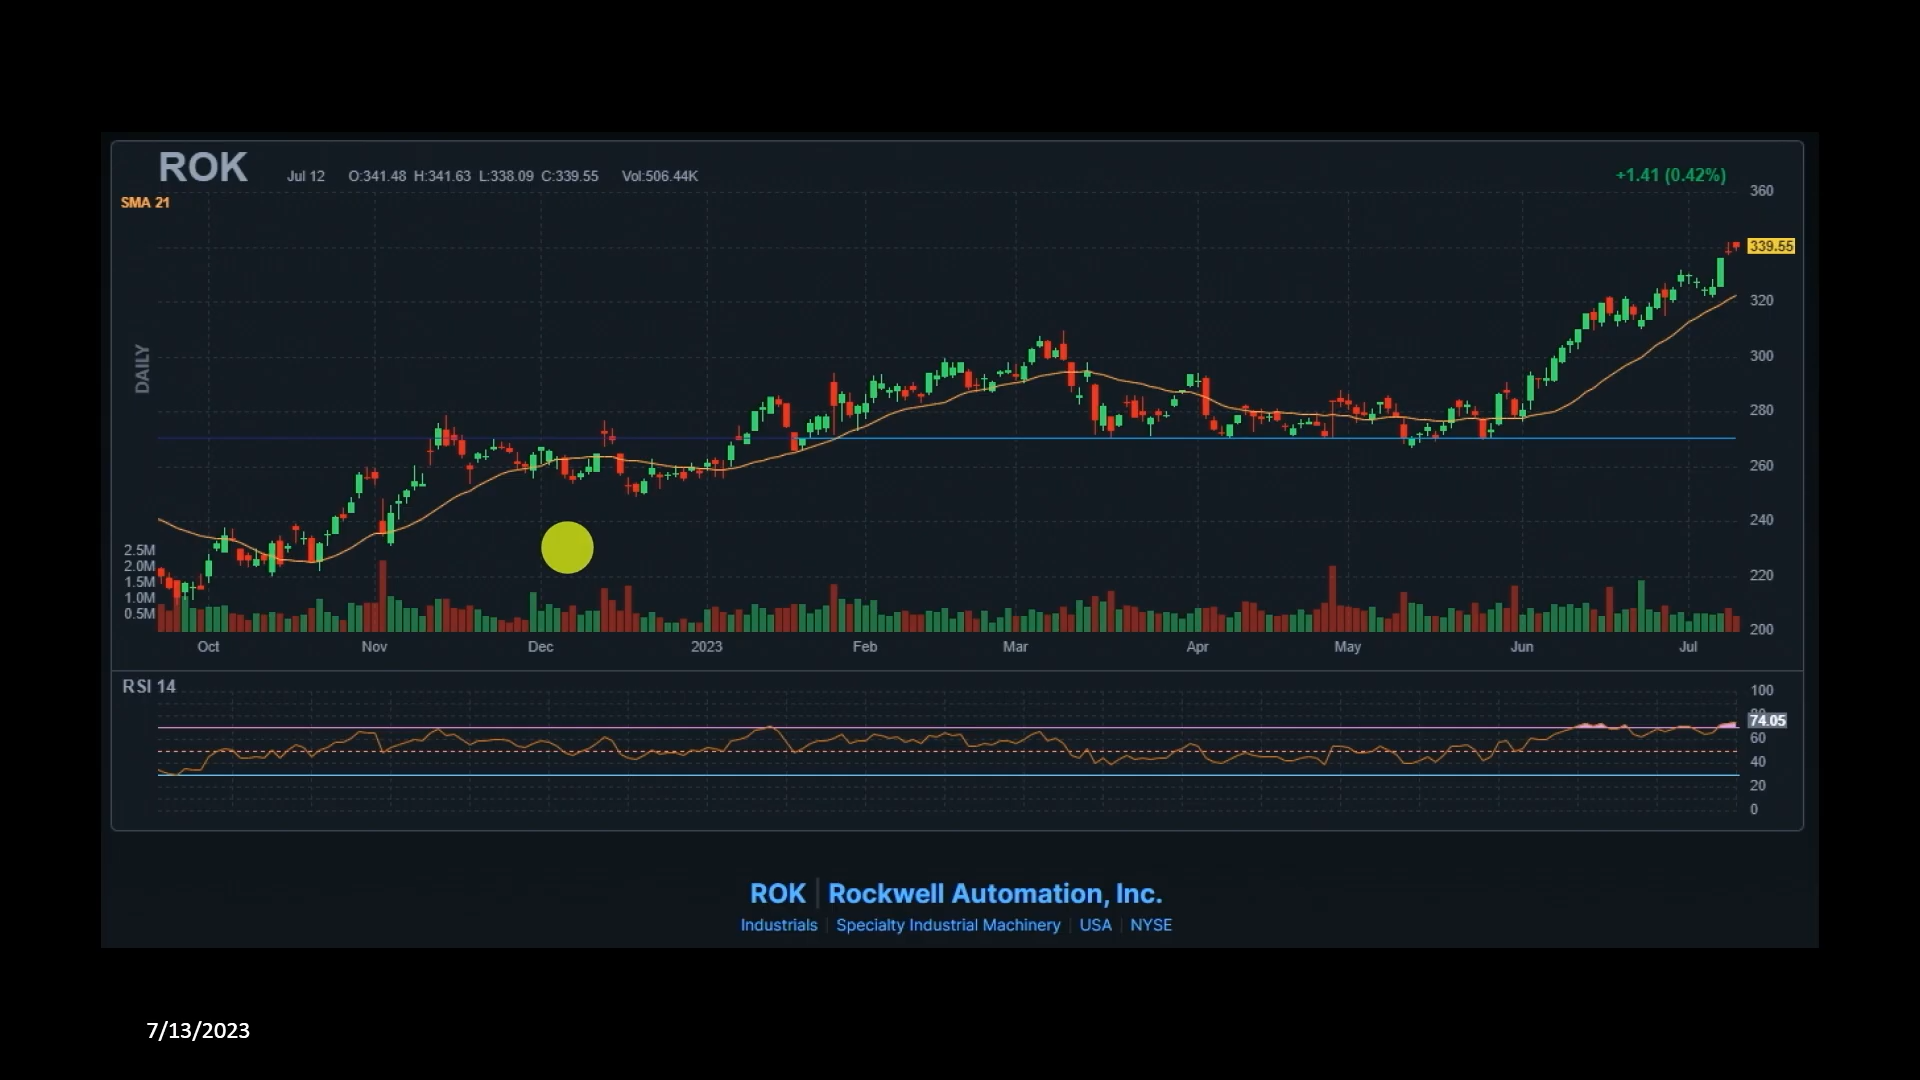 ROK Jul 12 O:341.48 H:341.63 L:338.09 C:339.55 Vol:506.44K +1.41 (0.42%)
SMA 21
DAILY
360
339.55
320
300
280
260
240
220
200
2.5M
2.0M
1.5M
1.0M
0.5M
Oct Nov Dec 2023 Feb Mar Apr May Jun Jul
RSI 14
100
80
74.05
60
40
20
0
ROK Rockwell Automation, Inc.
Industrials Specialty Industrial Machinery USA NYSE
7/13/2023